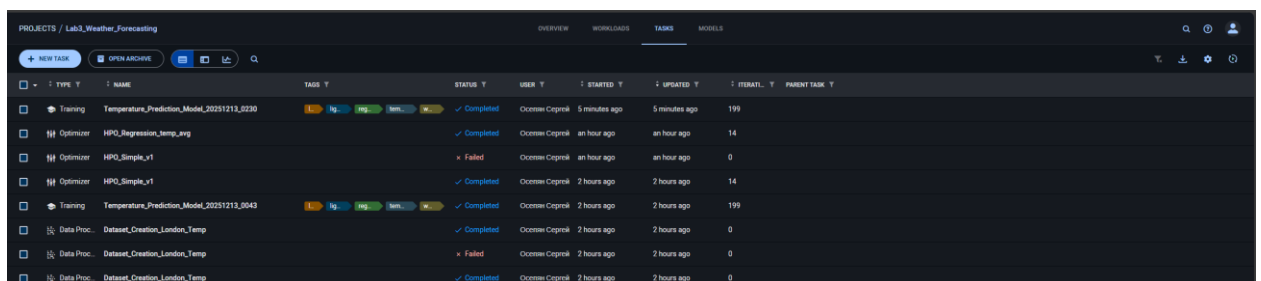 PROJECTS / Lab3_Weather_Forecasting OVERVIEW WORKLOADS TASKS MODELS
+ NEW TASK OPEN ARCHIVE
TYPE NAME TAGS STATUS USER STARTED UPDATED ITERATI... PARENT TASK
Training Temperature_Prediction_Model_20251213_0230 l... lig... reg... tem... w... Completed Осепян Сергей 5 minutes ago 5 minutes ago 199
Optimizer HPO_Regression_temp_avg Completed Осепян Сергей an hour ago an hour ago 14
Optimizer HPO_Simple_v1 Failed Осепян Сергей an hour ago an hour ago 0
Optimizer HPO_Simple_v1 Completed Осепян Сергей 2 hours ago 2 hours ago 14
Training Temperature_Prediction_Model_20251213_0043 l... lig... reg... tem... w... Completed Осепян Сергей 2 hours ago 2 hours ago 199
Data Proc... Dataset_Creation_London_Temp Completed Осепян Сергей 2 hours ago 2 hours ago 0
Data Proc... Dataset_Creation_London_Temp Failed Осепян Сергей 2 hours ago 2 hours ago 0
Data Proc... Dataset_Creation_London_Temp Completed Осепян Сергей 2 hours ago 2 hours ago 0